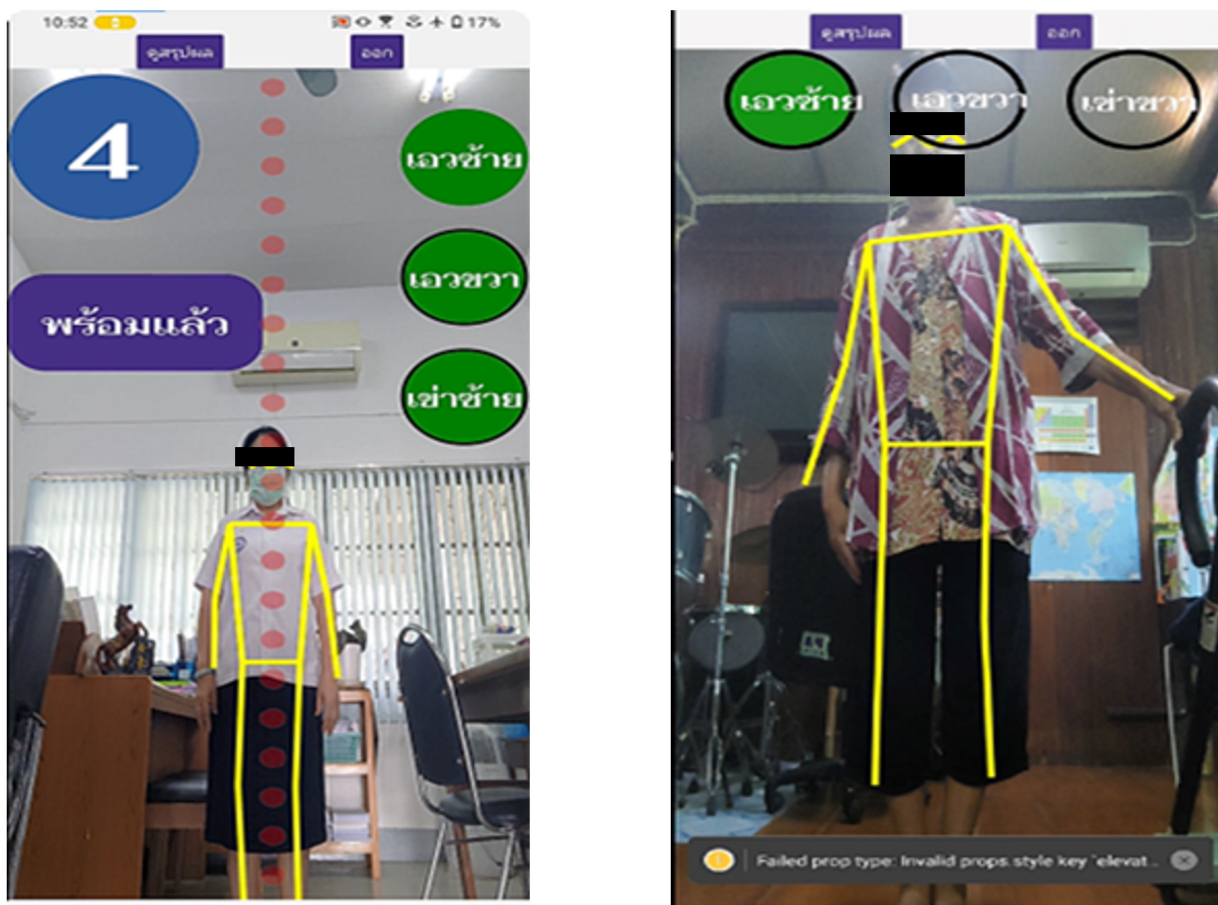 10:52
17%
ดูสรุปผล
ออก
4
พร้อมแล้ว
เอวซ้าย
เอวขวา
เข่าซ้าย
ดูสรุปผล
ออก
เอวซ้าย
เอวขวา
เข่าขวา
Failed prop type: Invalid props.style key `elevat...